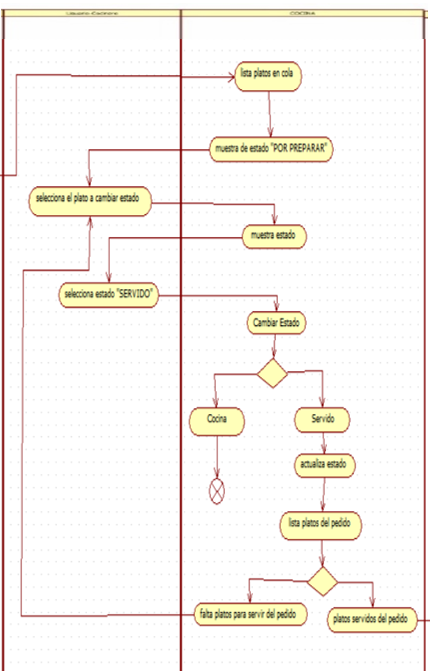 COCINA
lista platos en cola
muestra de estado "POR PREPARAR"
selecciona el plato a cambiar estado
muestra estado
selecciona estado "SERVIDO"
Cambiar Estado
Cocina
Servido
actualiza estado
lista platos del pedido
falta platos para servir del pedido
platos servidos del pedido